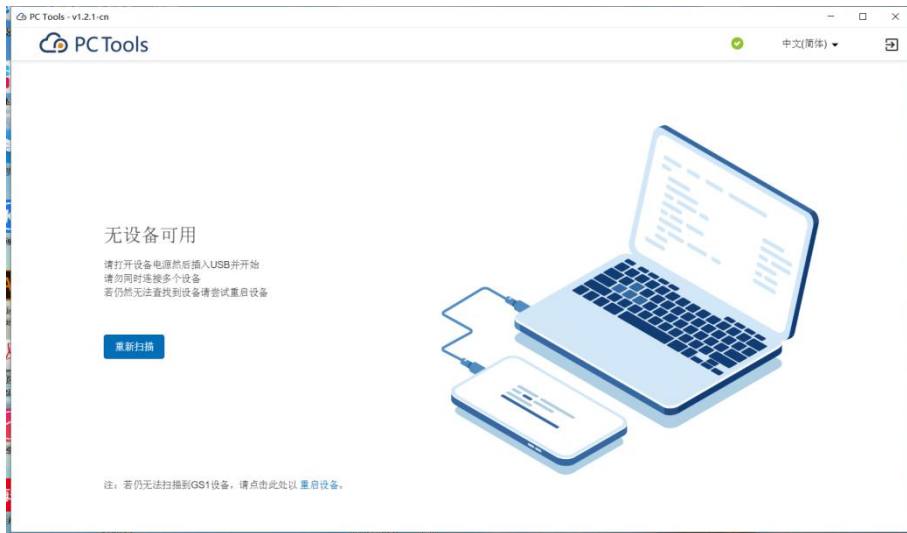 PC Tools - v1.2.1-cn
PC Tools
中文(简体)
无设备可用
请打开设备电源然后插入USB并开始
请勿同时连接多个设备
若仍然无法查找到设备请尝试重启设备
重新扫描
注：若仍无法扫描到GS1设备，请点击此处以 重启设备。